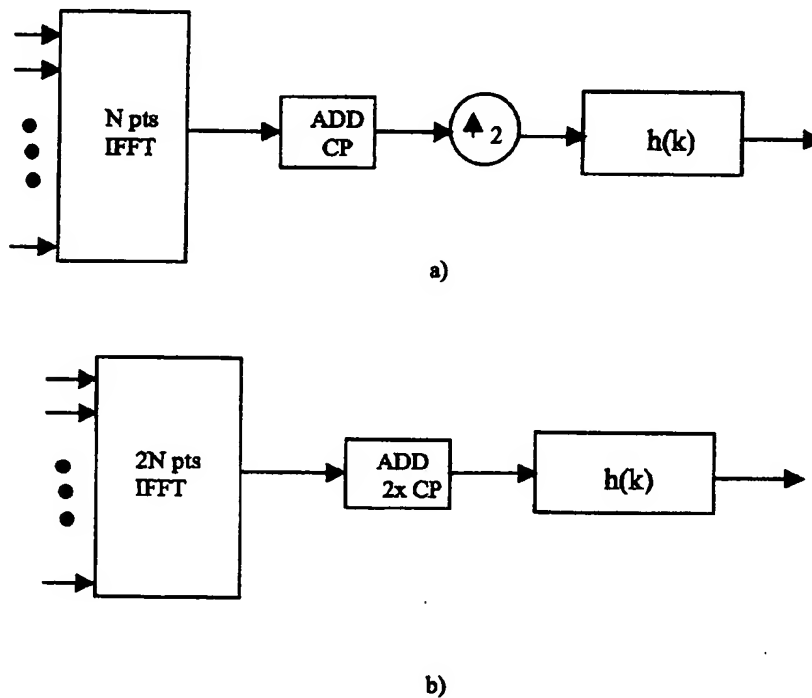 N pts
IFFT
ADD
CP
2
h(k)
a)
2N pts
IFFT
ADD
2x CP
h(k)
b)